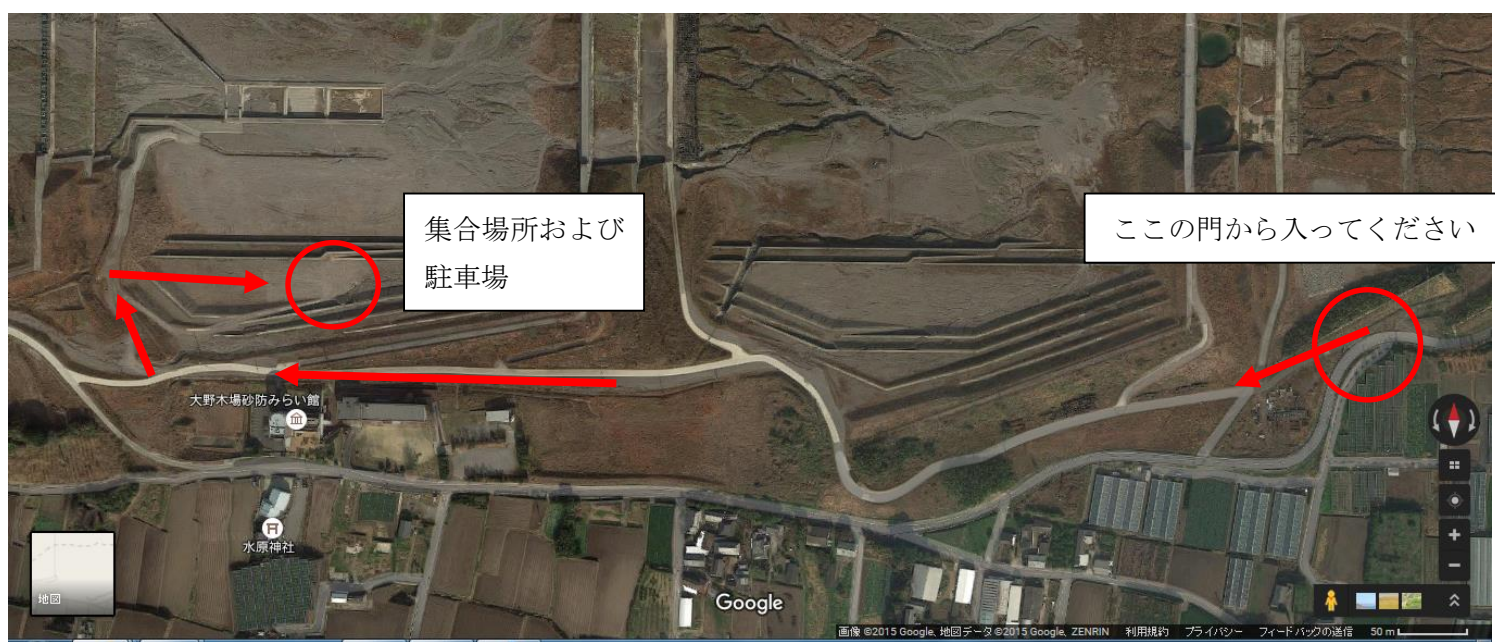 集合場所および
駐車場
ここの門から入ってください
大野木場砂防みらい館
水原神社
地図
Google
画像 ©2015 Google、地図データ ©2015 Google、ZENRIN 利用規約 プライバシー フィードバックの送信 50 m